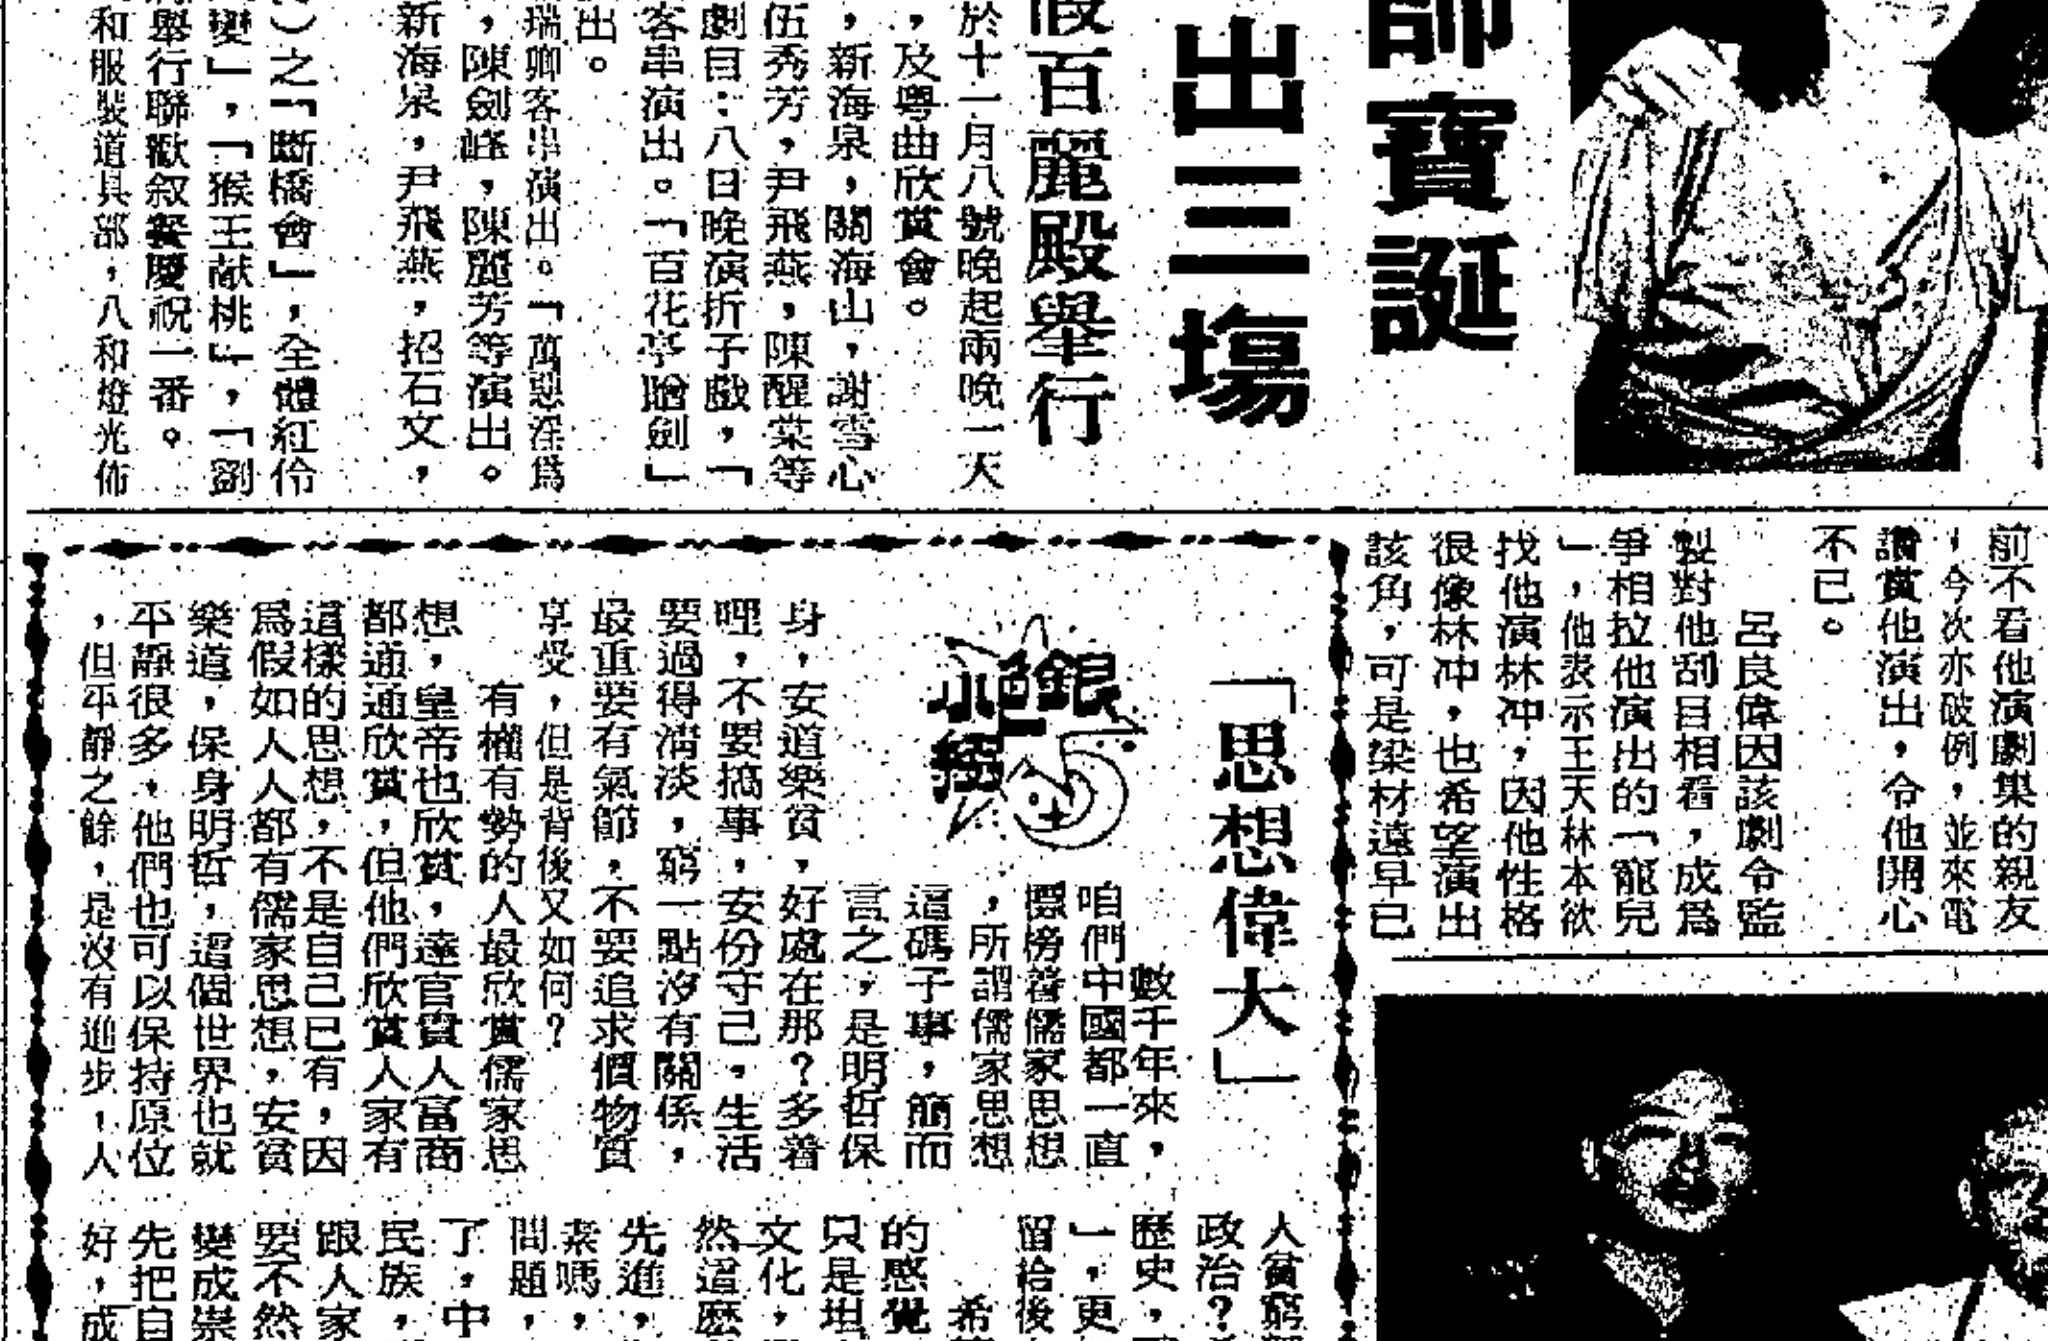 師寶誕
出三場
假百麗殿舉行
於十一月八號晚起兩晚一天
，及粵曲欣賞會。
，新海泉，關海山，謝雪心
伍秀芳，尹飛燕，陳醒棠等
劇目：八日晚演折子戲，「
客串演出。「百花亭贈劍」
出。
瑞卿客串演出。「萬惡淫為
，陳劍峰，陳麗芳等演出。
新海泉，尹飛燕，招石文，
）之「斷橋會」，全體紅伶
變」，「猴王献桃」，「劉
舉行聯歡叙餐慶祝一番。
和服裝道具部，八和燈光佈
前不看他演劇集的親友
，今次亦破例，並來電
讚賞他演出，令他開心
不已。
呂良偉因該劇令監
製對他刮目相看，成為
爭相拉他演出的「寵兒
」，他表示王天林本欲
找他演林冲，因他性格
很像林冲，也希望演出
該角，可是梁材遠早已
「思想偉大」
銀色小姐
數千年來，
咱們中國都一直
標榜着儒家思想
，所謂儒家思想
這碼子事，簡而
言之，是明哲保
身，安道樂貧，好處在那？多着
哩，不要搞事，安份守己，生活
要過得清淡，窮一點沒有關係，
最重要有氣節，不要追求價物質
享受，但是背後又如何？
有權有勢的人最欣賞儒家思
想，皇帝也欣賞，達官貴人富商
都通通欣賞，但他們欣賞人家有
這樣的思想，不是自己已有，因
為假如人人都有儒家思想，安貧
樂道，保身明哲，這個世界也就
平靜很多，他們也可以保持原位
，但平靜之餘，是沒有進步，人
人貧窮
政治？
歷史，
」，更
留給後
希
的感覺
只是坦
文化，
然這麼
先進，
素嗎，
問題，
了，中
民族，
跟人家
要不然
變成崇
先把自
好，成